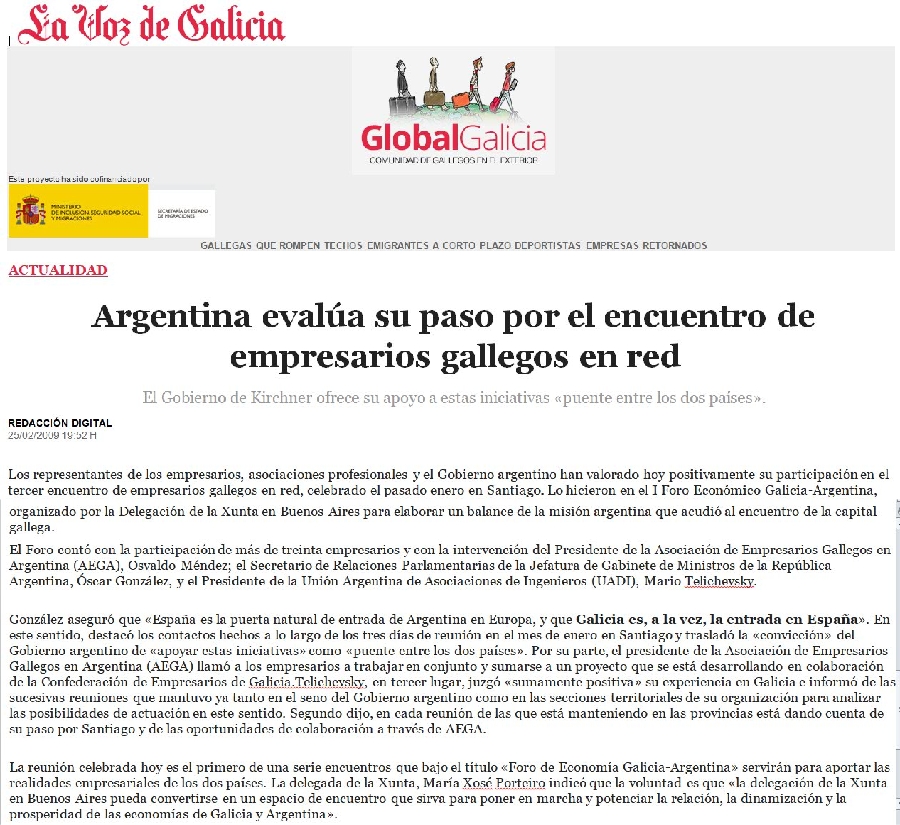 La Voz de Galicia
GlobalGalicia
COMUNIDAD DE GALLEGOS EN EL EXTERIOR
Este proyecto ha sido cofinanciado por
MINISTERIO
DE INCLUSIÓN, SEGURIDAD SOCIAL
Y MIGRACIONES
SECRETARÍA DE ESTADO
DE MIGRACIONES
GALLEGAS QUE ROMPEN TECHOS EMIGRANTES A CORTO PLAZO DEPORTISTAS EMPRESAS RETORNADOS
ACTUALIDAD
Argentina evalúa su paso por el encuentro de
empresarios gallegos en red
El Gobierno de Kirchner ofrece su apoyo a estas iniciativas «puente entre los dos países».
REDACCIÓN DIGITAL
25/02/2009 19:52 H
Los representantes de los empresarios, asociaciones profesionales y el Gobierno argentino han valorado hoy positivamente su participación en el
tercer encuentro de empresarios gallegos en red, celebrado el pasado enero en Santiago. Lo hicieron en el I Foro Económico Galicia-Argentina,
organizado por la Delegación de la Xunta en Buenos Aires para elaborar un balance de la misión argentina que acudió al encuentro de la capital
gallega.
El Foro contó con la participación de más de treinta empresarios y con la intervención del Presidente de la Asociación de Empresarios Gallegos en
Argentina (AEGA), Osvaldo Méndez; el Secretario de Relaciones Parlamentarias de la Jefatura de Gabinete de Ministros de la República
Argentina, Óscar González, y el Presidente de la Unión Argentina de Asociaciones de Ingenieros (UADI), Mario Telichevsky.
González aseguró que «España es la puerta natural de entrada de Argentina en Europa, y que Galicia es, a la vez, la entrada en España». En
este sentido, destacó los contactos hechos a lo largo de los tres días de reunión en el mes de enero en Santiago y trasladó la «convicción» del
Gobierno argentino de «apoyar estas iniciativas» como «puente entre los dos países». Por su parte, el presidente de la Asociación de Empresarios
Gallegos en Argentina (AEGA) llamó a los empresarios a trabajar en conjunto y sumarse a un proyecto que se está desarrollando en colaboración
de la Confederación de Empresarios de Galicia.Telichevsky, en tercer lugar, juzgó «sumamente positiva» su experiencia en Galicia e informó de las
sucesivas reuniones que mantuvo ya tanto en el seno del Gobierno argentino como en las secciones territoriales de su organización para analizar
las posibilidades de actuación en este sentido. Segundo dijo, en cada reunión de las que está manteniendo en las provincias está dando cuenta de
su paso por Santiago y de las oportunidades de colaboración a través de AEGA.
La reunión celebrada hoy es el primero de una serie encuentros que bajo el título «Foro de Economía Galicia-Argentina» servirán para aportar las
realidades empresariales de los dos países. La delegada de la Xunta, María Xosé Porteiro indicó que la voluntad es que «la delegación de la Xunta
en Buenos Aires pueda convertirse en un espacio de encuentro que sirva para poner en marcha y potenciar la relación, la dinamización y la
prosperidad de las economías de Galicia y Argentina».